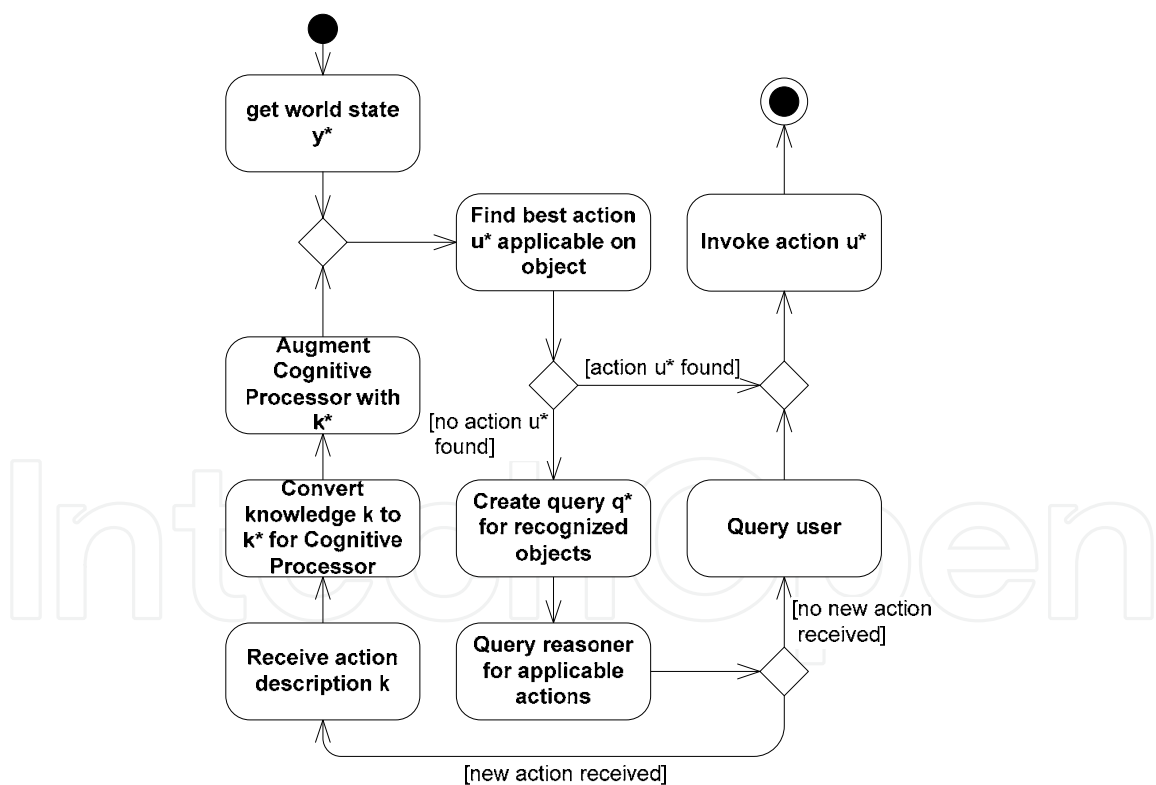 get world state
y*
Find best action
u* applicable on
object
Invoke action u*
Augment
Cognitive
Processor with
k*
[action u* found]
[no action u*
found]
Convert
knowledge k to
k* for Cognitive
Processor
Create query q*
for recognized
objects
Query user
[no new action
received]
Receive action
description k
Query reasoner
for applicable
actions
[new action received]
IntechOpen